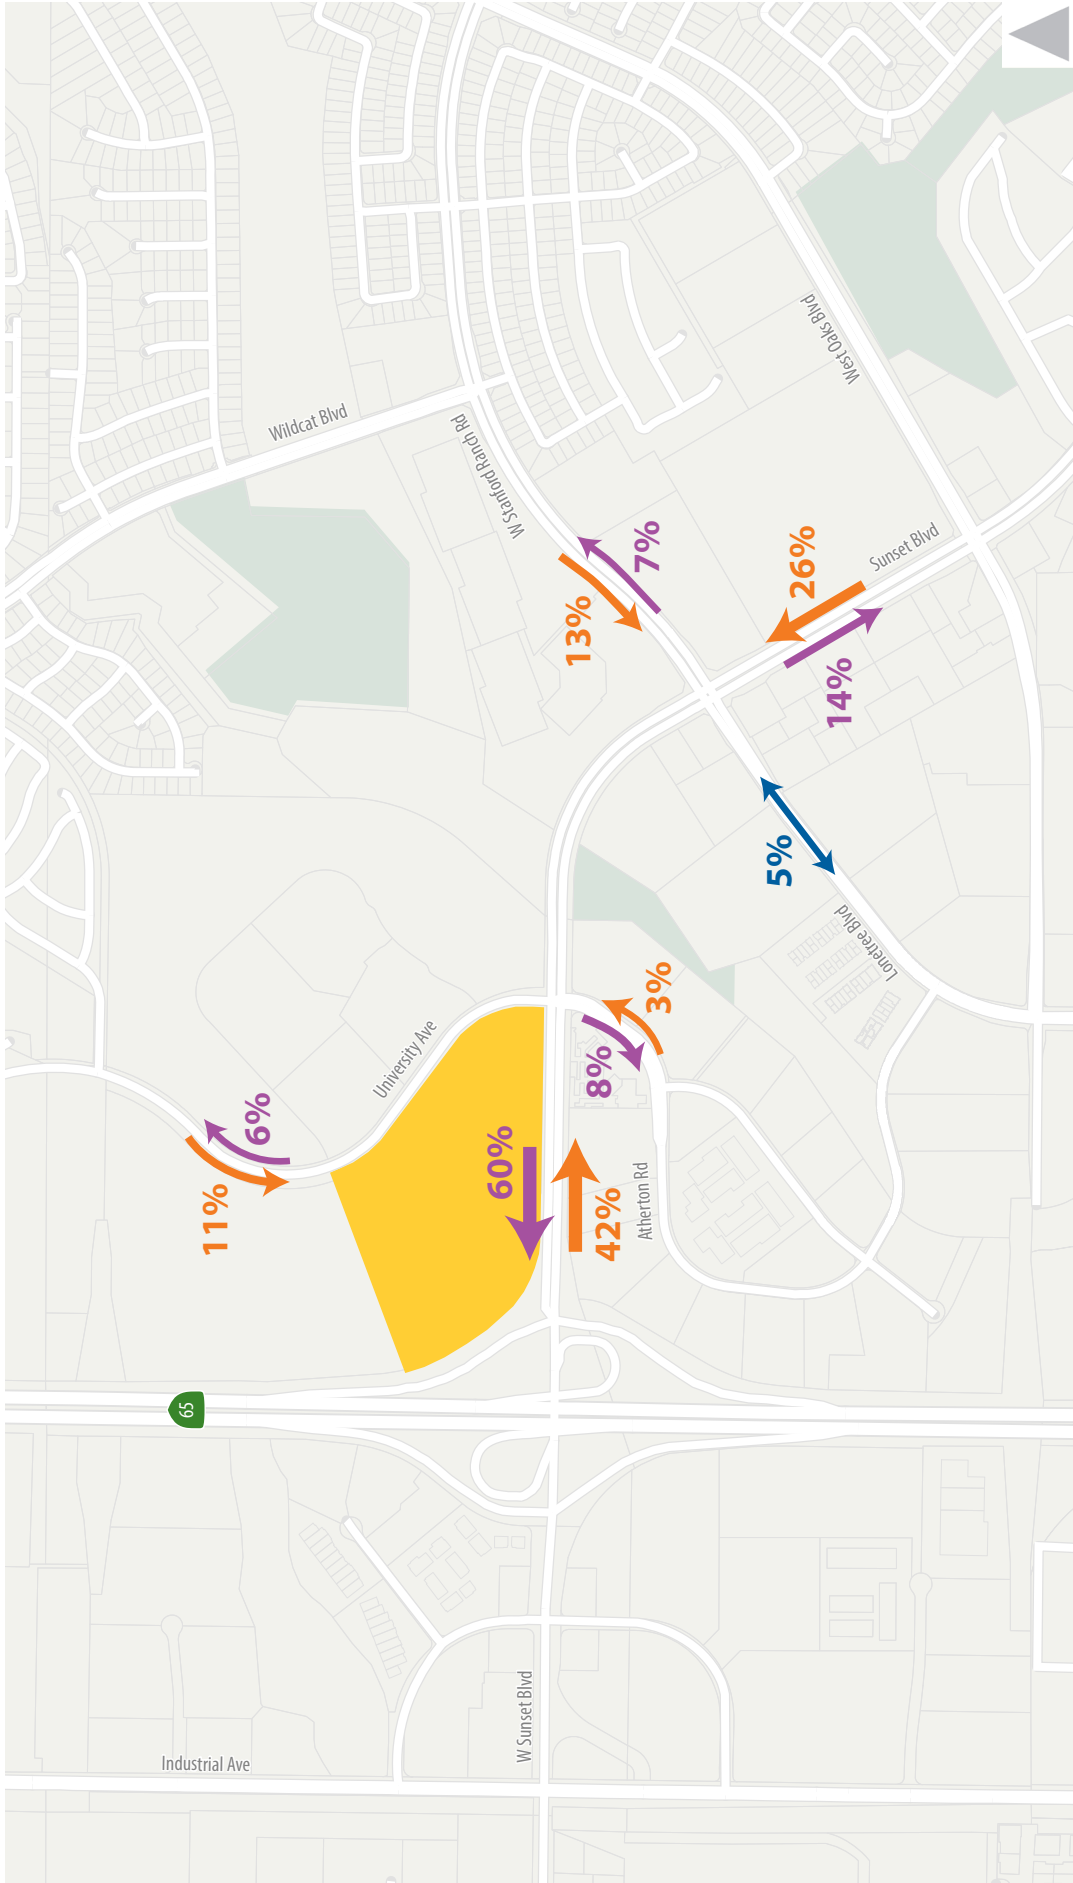 West Oaks Blvd
Wildcat Blvd
W Stanford Ranch Rd
7%
26%
Sunset Blvd
13%
14%
5%
Lonetree Blvd
3%
University Ave
8%
6%
60%
11%
42%
Atherton Rd
65
W Sunset Blvd
Industrial Ave